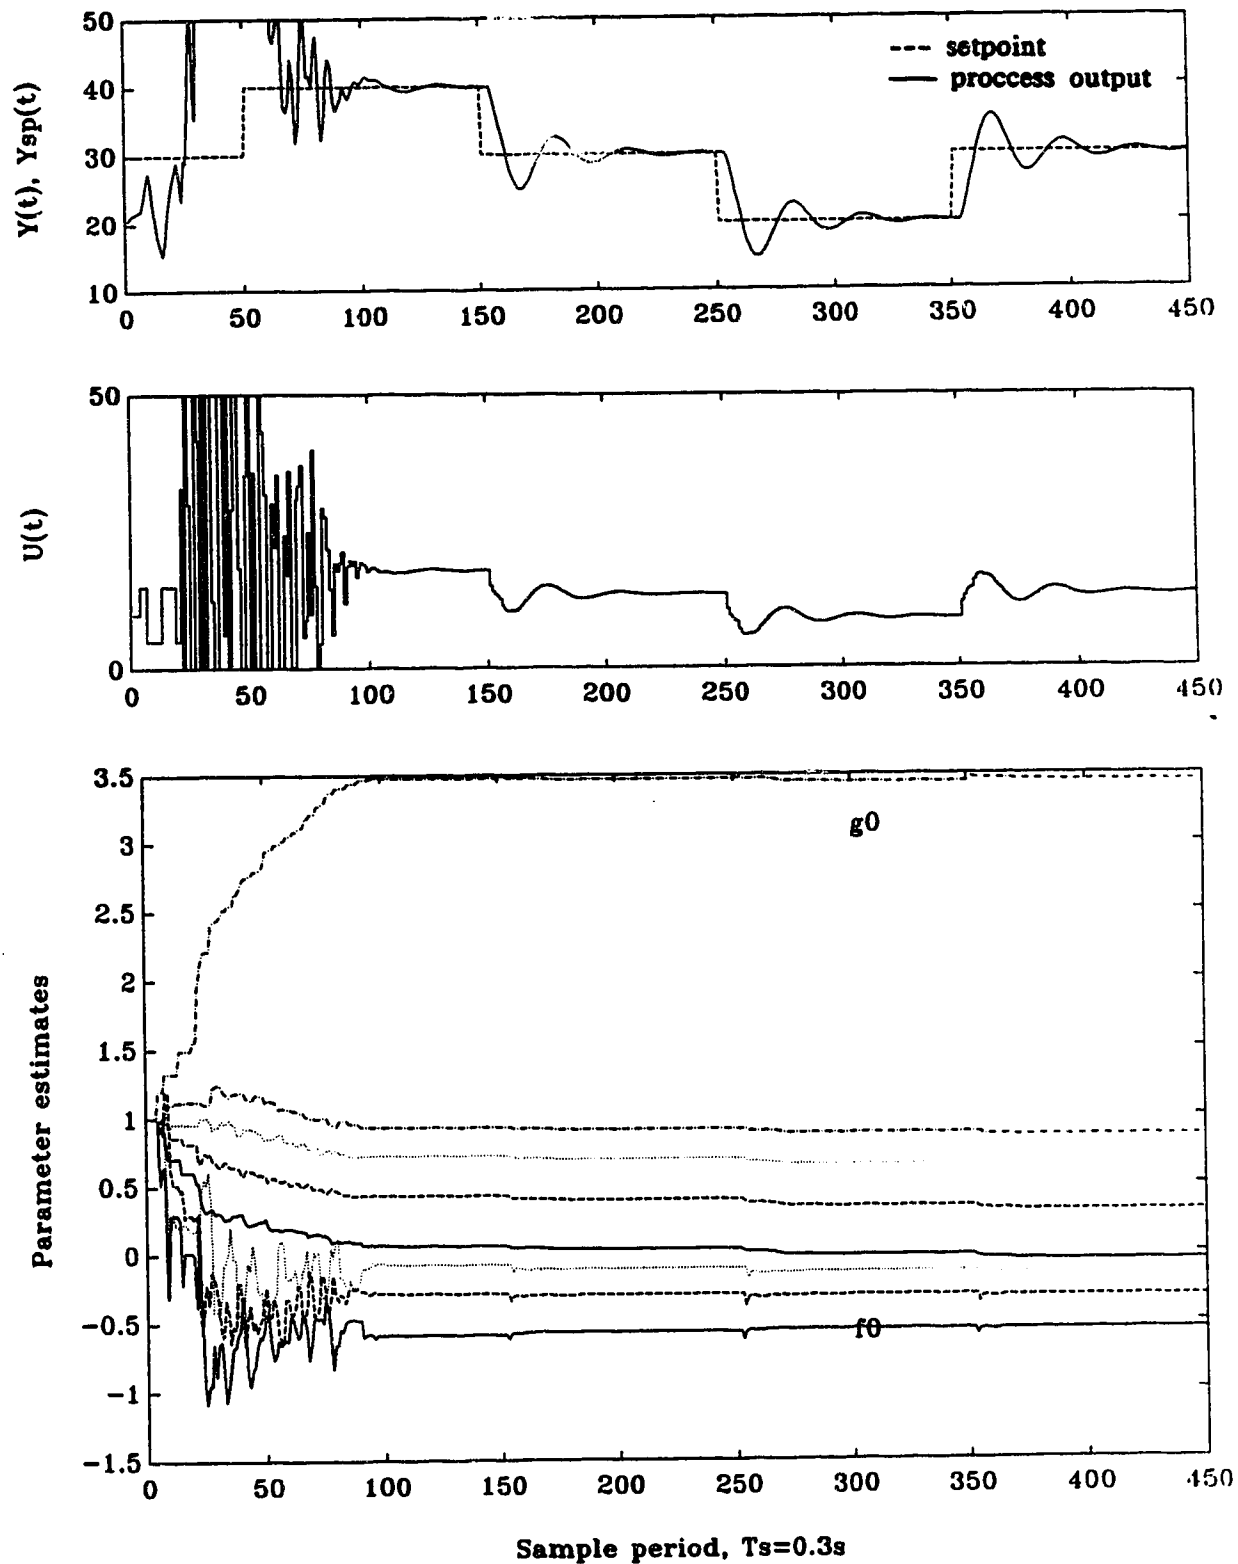 50
40
30
20
10
Y(t), Ysp(t)
setpoint
proccess output
0 50 100 150 200 250 300 350 400 450
50
0
U(t)
0 50 100 150 200 250 300 350 400 450
3.5
3
2.5
2
1.5
1
0.5
0
-0.5
-1
-1.5
Parameter estimates
g0
f0
0 50 100 150 200 250 300 350 400 450
Sample period, Ts=0.3s